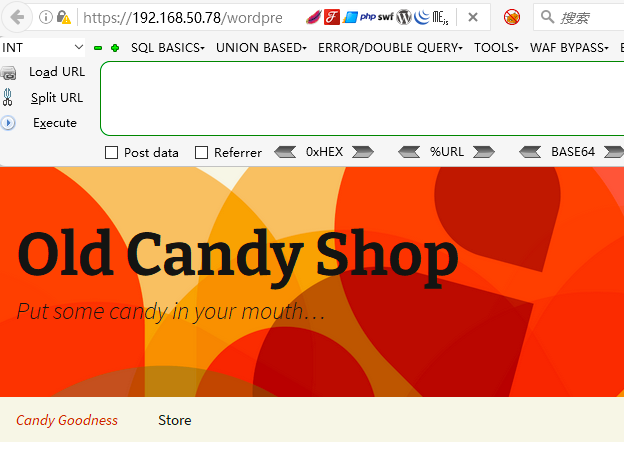 https://192.168.50.78/wordpre php swf 搜索
INT SQL BASICS UNION BASED ERROR/DOUBLE QUERY TOOLS WAF BYPASS
Load URL
Split URL
Execute
Post data Referrer 0xHEX %URL BASE64
Old Candy Shop
Put some candy in your mouth…
Candy Goodness Store